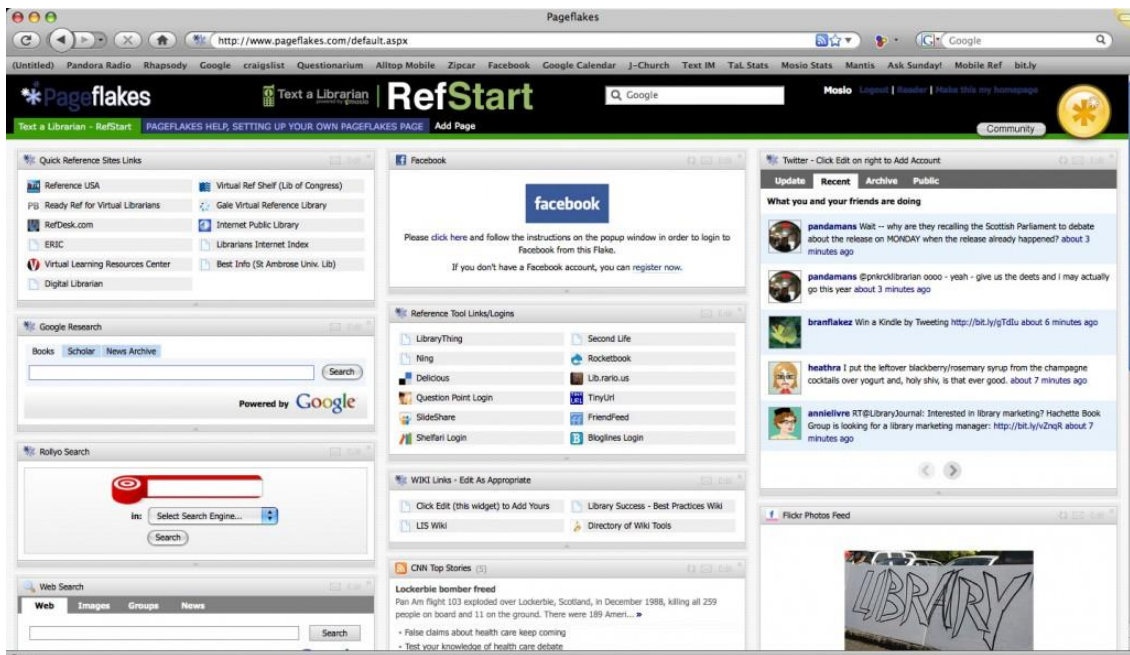 Pageflakes
http://www.pageflakes.com/default.aspx
Google
(Untitled) Pandora Radio Rhapsody Google craigslist Questionarium Alltop Mobile Zipcar Facebook Google Calendar J-Church Text IM TaL Stats Mosio Stats Mantis Ask Sunday! Mobile Ref bit.ly
Pageflakes
Text a Librarian
powered by mosio
RefStart
Google
Mosio Logout | Reader | Make this my homepage
Text a Librarian - RefStart PAGEFLAKES HELP, SETTING UP YOUR OWN PAGEFLAKES PAGE Add Page
Community
Quick Reference Sites Links
Reference USA Virtual Ref Shelf (Lib of Congress)
Ready Ref for Virtual Librarians Gale Virtual Reference Library
RefDesk.com Internet Public Library
ERIC Librarians Internet Index
Virtual Learning Resources Center Best Info (St Ambrose Univ. Lib)
Digital Librarian
Google Research
Books Scholar News Archive
Search
Powered by Google
Rollyo Search
in: Select Search Engine...
Search
Web Search
Web Images Groups News
Search
Facebook
facebook
Please click here and follow the instructions on the popup window in order to login to
Facebook from this Flake.
If you don't have a Facebook account, you can register now.
Reference Tool Links/Logins
LibraryThing Second Life
Ning Rocketbook
Delicious Lib.rario.us
Question Point Login TinyUrl
SlideShare FriendFeed
Shelfari Login Bloglines Login
WIKI Links - Edit As Appropriate
Click Edit (this widget) to Add Yours Library Success - Best Practices Wiki
LIS Wiki Directory of Wiki Tools
CNN Top Stories (5)
Lockerbie bomber freed
Pan Am flight 103 exploded over Lockerbie, Scotland, in December 1988, killing all 259
people on board and 11 on the ground. There were 189 Ameri... »
• False claims about health care keep coming
• Test your knowledge of health care debate
Twitter - Click Edit on right to Add Account
Update Recent Archive Public
What you and your friends are doing
pandamans Wait -- why are they recalling the Scottish Parliament to debate
about the release on MONDAY when the release already happened? about 3
minutes ago
pandamans @pnkrcklibrarian oooo - yeah - give us the deets and i may actually
go this year about 3 minutes ago
branflakez Win a Kindle by Tweeting http://bit.ly/gTdIu about 6 minutes ago
heathra I put the leftover blackberry/rosemary syrup from the champagne
cocktails over yogurt and, holy shiv, is that ever good. about 7 minutes ago
annielivre RT@LibraryJournal: Interested in library marketing? Hachette Book
Group is looking for a library marketing manager: http://bit.ly/vZnqR about 7
minutes ago
Flickr Photos Feed
LIBRARY